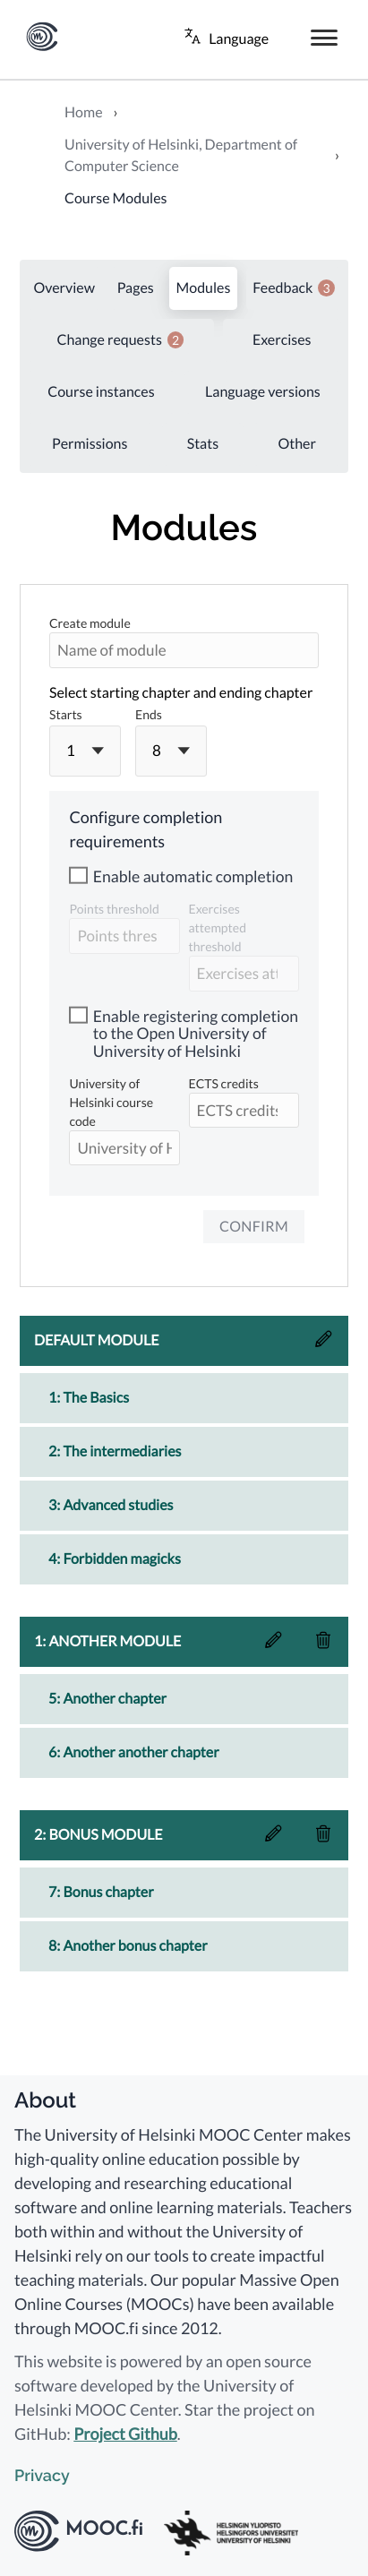 Language
Home ›
University of Helsinki, Department of
Computer Science ›
Course Modules
Overview Pages Modules Feedback 3
Change requests 2 Exercises
Course instances Language versions
Permissions Stats Other
Modules
Create module
Name of module
Select starting chapter and ending chapter
Starts Ends
1 8
Configure completion
requirements
Enable automatic completion
Points threshold
Points thres
Exercises
attempted
threshold
Exercises att
Enable registering completion
to the Open University of
University of Helsinki
University of
Helsinki course
code
University of H
ECTS credits
ECTS credits
CONFIRM
DEFAULT MODULE
1: The Basics
2: The intermediaries
3: Advanced studies
4: Forbidden magicks
1: ANOTHER MODULE
5: Another chapter
6: Another another chapter
2: BONUS MODULE
7: Bonus chapter
8: Another bonus chapter
About
The University of Helsinki MOOC Center makes
high-quality online education possible by
developing and researching educational
software and online learning materials. Teachers
both within and without the University of
Helsinki rely on our tools to create impactful
teaching materials. Our popular Massive Open
Online Courses (MOOCs) have been available
through MOOC.fi since 2012.
This website is powered by an open source
software developed by the University of
Helsinki MOOC Center. Star the project on
GitHub: Project Github.
Privacy
MOOC.fi
HELSINGIN YLIOPISTO
HELSINGFORS UNIVERSITET
UNIVERSITY OF HELSINKI